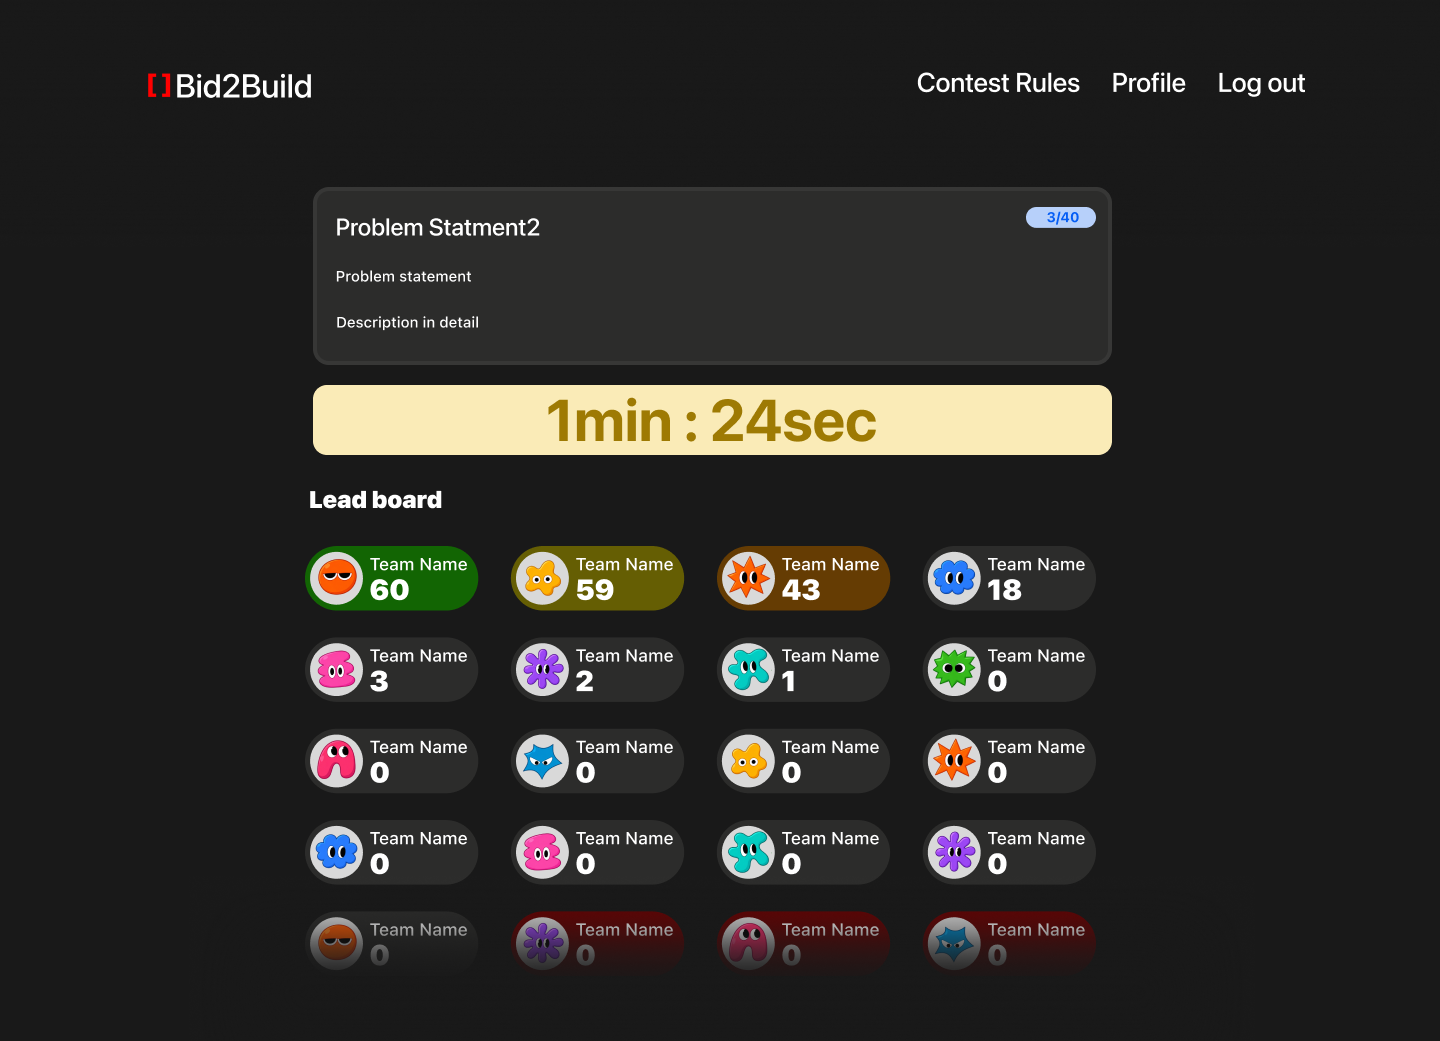 [ ] Bid2Build
Contest Rules Profile Log out
Problem Statment2
3/40
Problem statement
Description in detail
1min : 24sec
Lead board
Team Name
60
Team Name
59
Team Name
43
Team Name
18
Team Name
3
Team Name
2
Team Name
1
Team Name
0
Team Name
0
Team Name
0
Team Name
0
Team Name
0
Team Name
0
Team Name
0
Team Name
0
Team Name
0
Team Name
0
Team Name
0
Team Name
0
Team Name
0